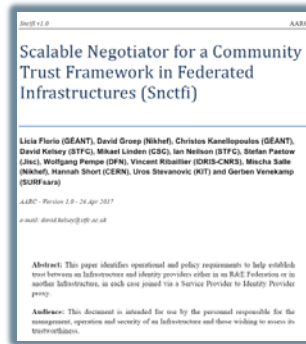 Snctfi v1.0 AARC
Scalable Negotiator for a Community
Trust Framework in Federated
Infrastructures (Snctfi)
Licia Florio (GÉANT), David Groep (Nikhef), Christos Kanellopoulos (GÉANT),
David Kelsey (STFC), Mikael Linden (CSC), Ian Neilson (STFC), Stefan Paetow
(Jisc), Wolfgang Pempe (DFN), Vincent Ribaillier (IDRIS-CNRS), Mischa Salle
(Nikhef), Hannah Short (CERN), Uros Stevanovic (KIT) and Gerben Venekamp
(SURFsara)
AARC - Version 1.0 - 26 Apr 2017
e-mail: david.kelsey@stfc.ac.uk
Abstract: This paper identifies operational and policy requirements to help establish
trust between an Infrastructure and identity providers either in an R&E Federation or in
another Infrastructure, in each case joined via a Service Provider to Identity Provider
proxy.
Audience: This document is intended for use by the personnel responsible for the
management, operation and security of an Infrastructure and those wishing to assess its
trustworthiness.